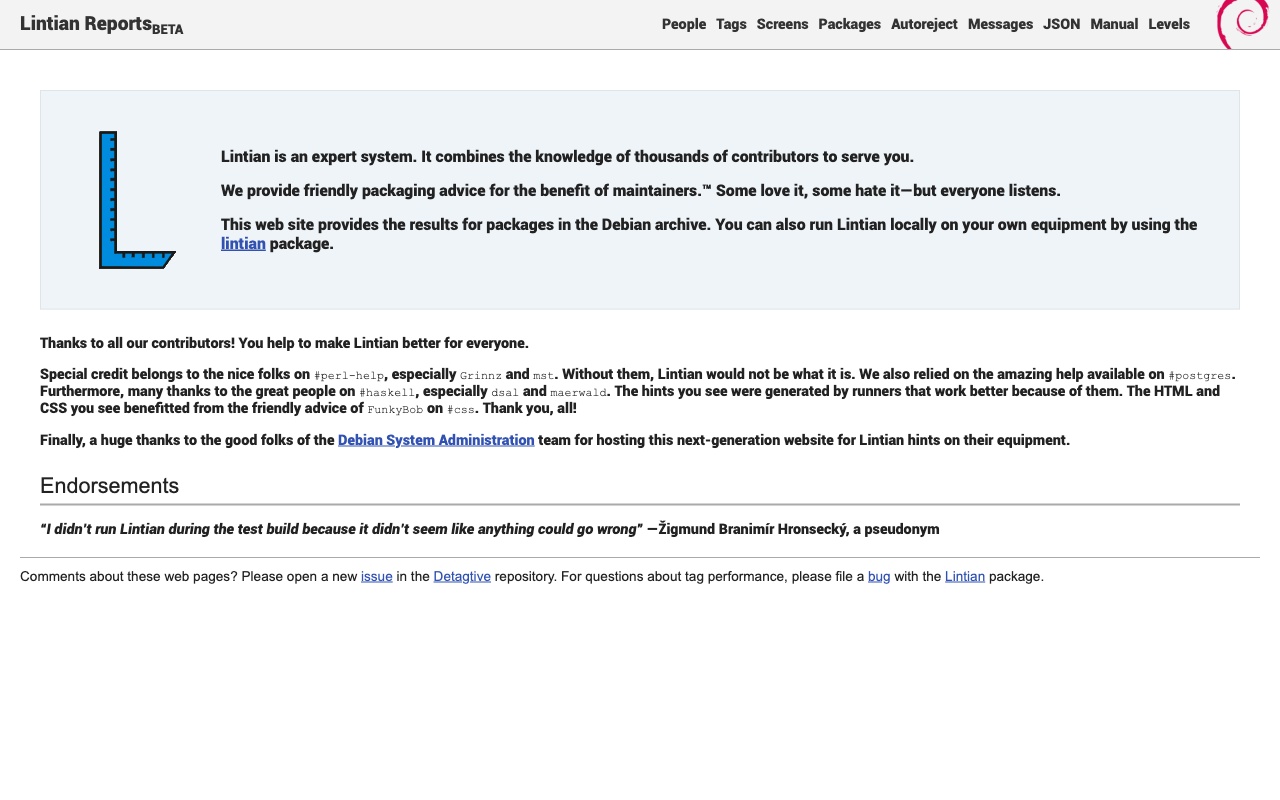 Lintian ReportsBETA
People Tags Screens Packages Autoreject Messages JSON Manual Levels
Lintian is an expert system. It combines the knowledge of thousands of contributors to serve you.
We provide friendly packaging advice for the benefit of maintainers.™ Some love it, some hate it—but everyone listens.
This web site provides the results for packages in the Debian archive. You can also run Lintian locally on your own equipment by using the
lintian package.
Thanks to all our contributors! You help to make Lintian better for everyone.
Special credit belongs to the nice folks on #perl-help, especially Grinnz and mst. Without them, Lintian would not be what it is. We also relied on the amazing help available on #postgres.
Furthermore, many thanks to the great people on #haskell, especially dsal and maerwald. The hints you see were generated by runners that work better because of them. The HTML and
CSS you see benefitted from the friendly advice of FunkyBob on #css. Thank you, all!
Finally, a huge thanks to the good folks of the Debian System Administration team for hosting this next-generation website for Lintian hints on their equipment.
Endorsements
“I didn't run Lintian during the test build because it didn't seem like anything could go wrong” —Žigmund Branimír Hronsecký, a pseudonym
Comments about these web pages? Please open a new issue in the Detagtive repository. For questions about tag performance, please file a bug with the Lintian package.